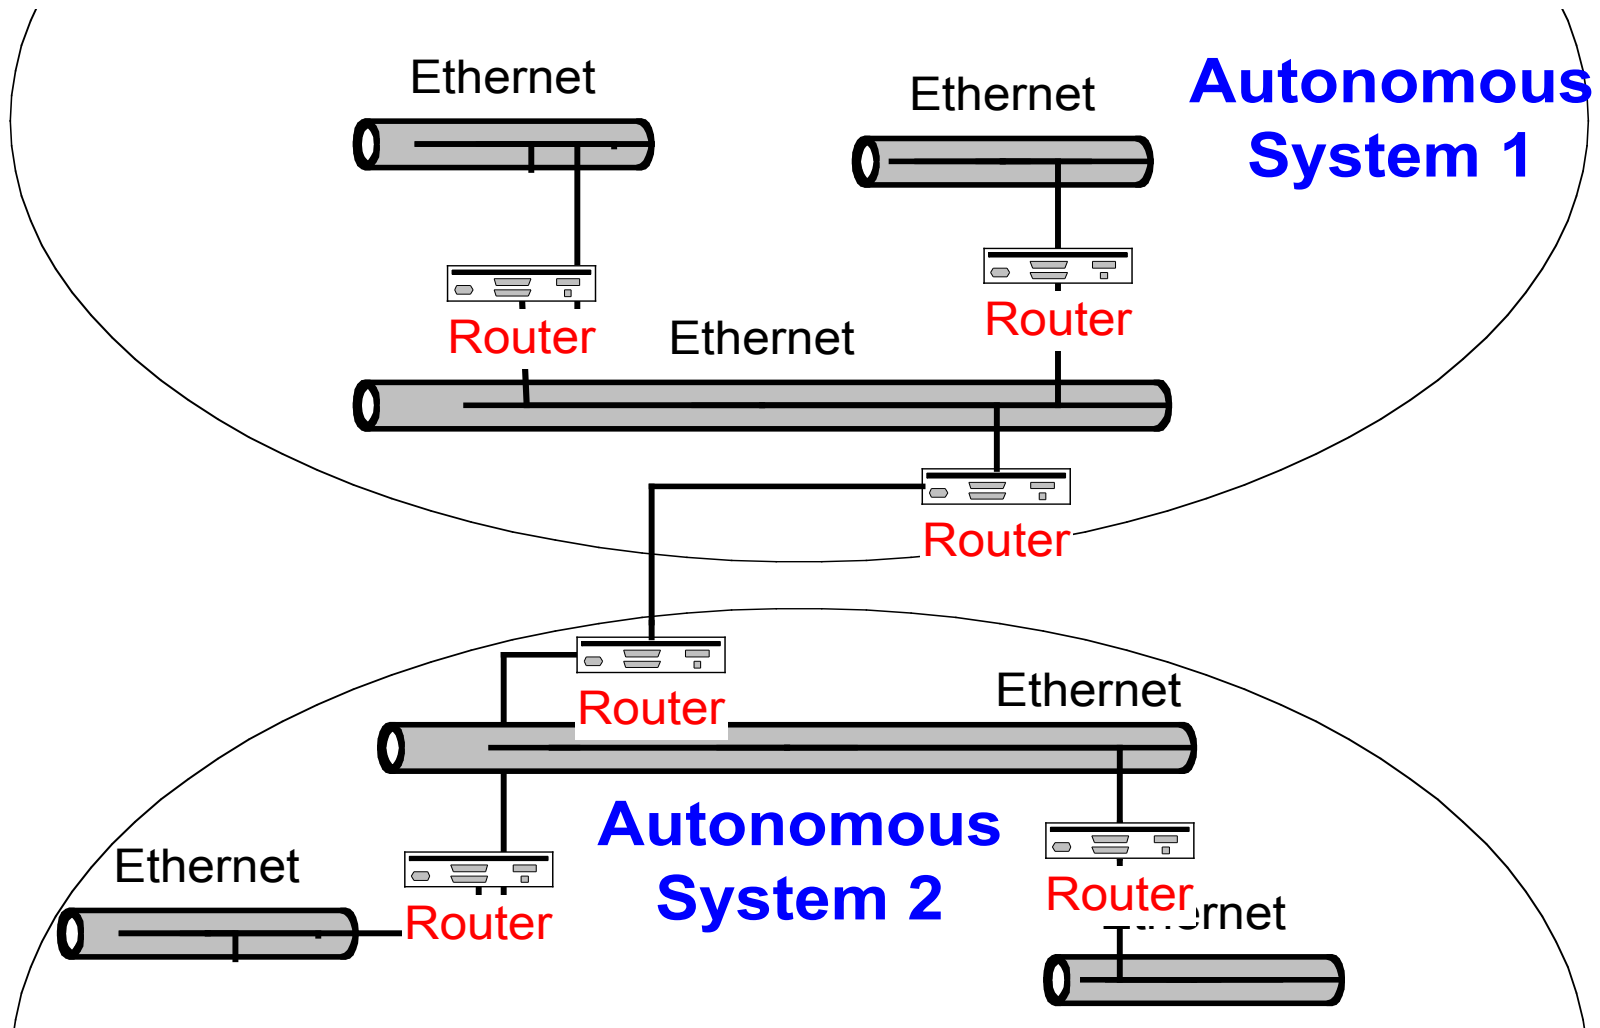 Ethernet
Ethernet
Autonomous
System 1
Router
Ethernet
Router
Router
Router
Ethernet
Autonomous
System 2
Ethernet
Router
Router